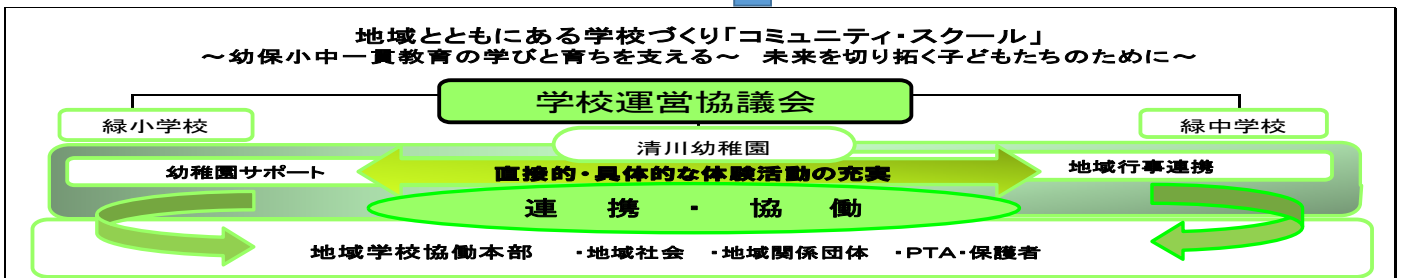 地域とともにある学校づくり「コミュニティ・スクール」
～幼保小中一貫教育の学びと育ちを支える～　未来を切り拓く子どもたちのために～
学校運営協議会
緑小学校
緑中学校
清川幼稚園
幼稚園サポート
直接的・具体的な体験活動の充実
地域行事連携
連　携　・　協　働
地域学校協働本部　・地域社会　・地域関係団体　・PTA・保護者